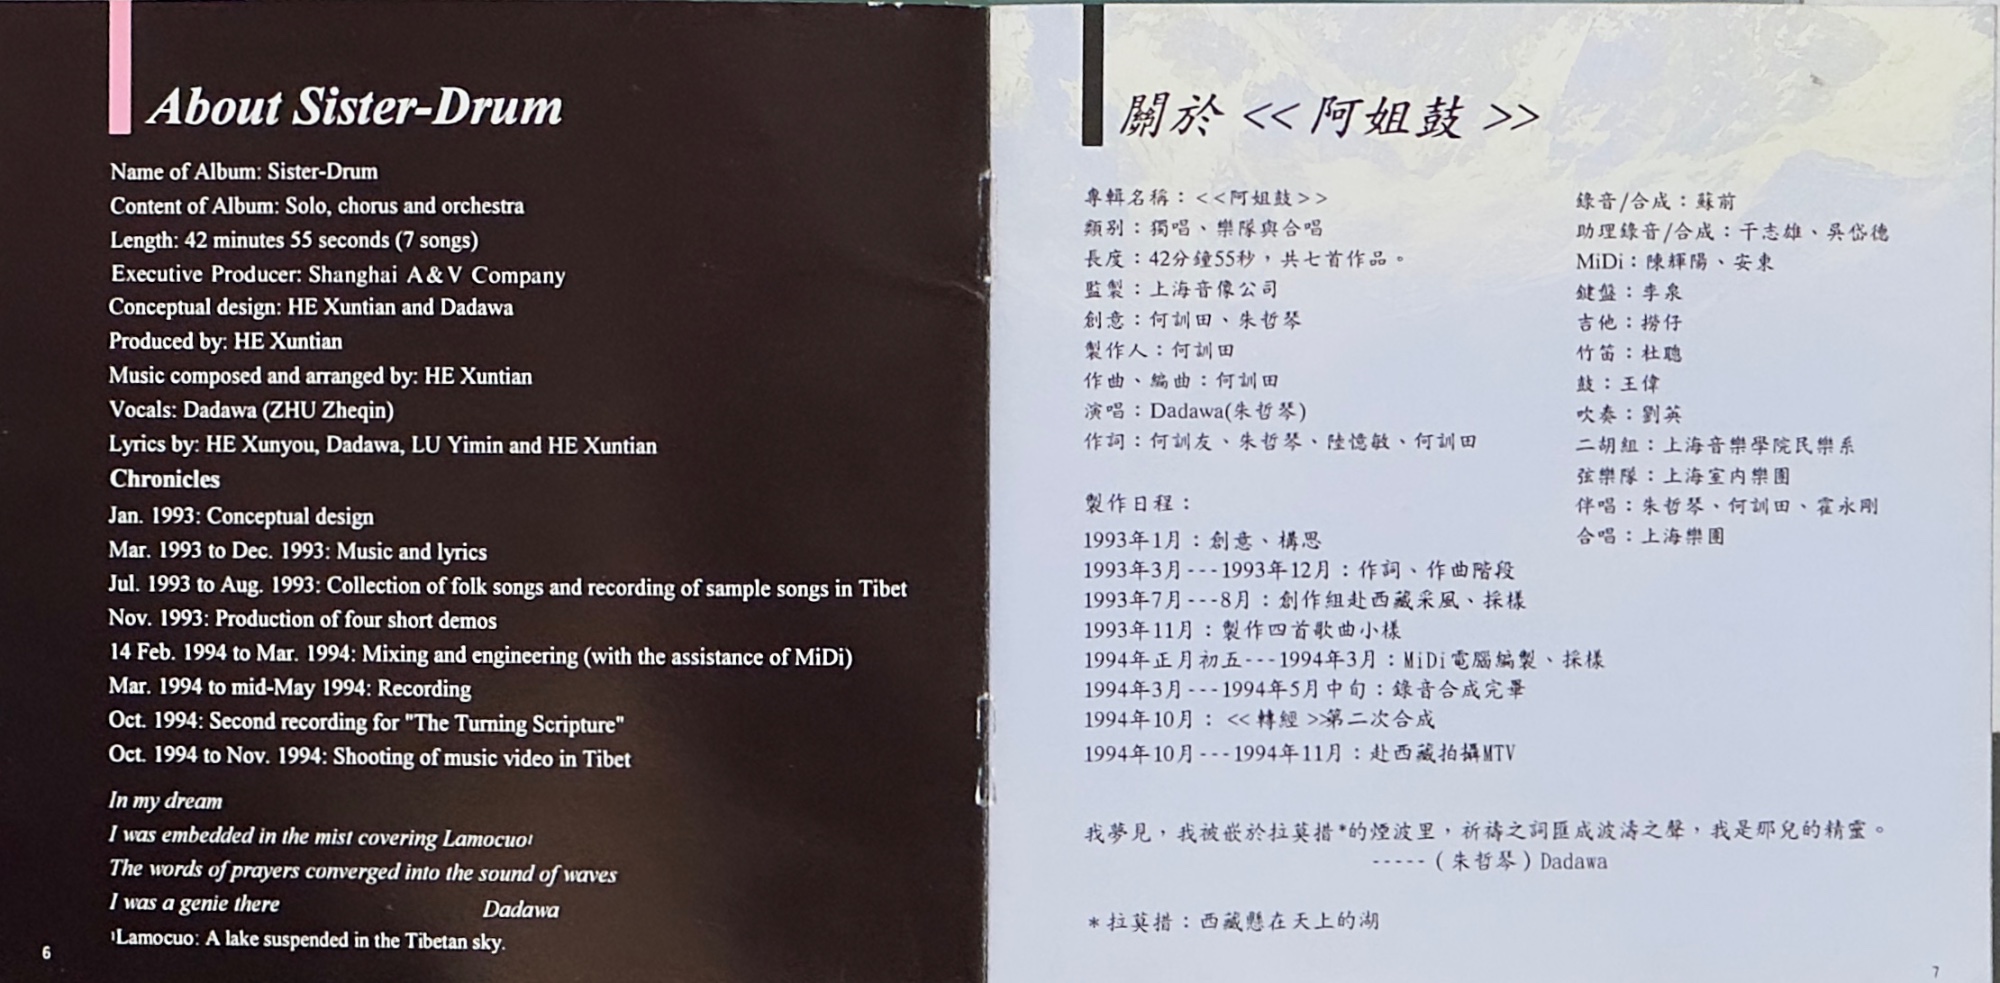 About Sister-Drum
Name of Album: Sister-Drum
Content of Album: Solo, chorus and orchestra
Length: 42 minutes 55 seconds (7 songs)
Executive Producer: Shanghai A&V Company
Conceptual design: HE Xuntian and Dadawa
Produced by: HE Xuntian
Music composed and arranged by: HE Xuntian
Vocals: Dadawa (ZHU Zheqin)
Lyrics by: HE Xunyou, Dadawa, LU Yimin and HE Xuntian
Chronicles
Jan. 1993: Conceptual design
Mar. 1993 to Dec. 1993: Music and lyrics
Jul. 1993 to Aug. 1993: Collection of folk songs and recording of sample songs in Tibet
Nov. 1993: Production of four short demos
14 Feb. 1994 to Mar. 1994: Mixing and engineering (with the assistance of MiDi)
Mar. 1994 to mid-May 1994: Recording
Oct. 1994: Second recording for "The Turning Scripture"
Oct. 1994 to Nov. 1994: Shooting of music video in Tibet
In my dream
I was embedded in the mist covering Lamocuo¹
The words of prayers converged into the sound of waves
I was a genie there Dadawa
¹Lamocuo: A lake suspended in the Tibetan sky.
6
關於 << 阿姐鼓 >>
專輯名稱：<<阿姐鼓>>
類別：獨唱、樂隊與合唱
長度：42分鐘55秒，共七首作品。
監製：上海音像公司
創意：何訓田、朱哲琴
製作人：何訓田
作曲、編曲：何訓田
演唱：Dadawa(朱哲琴)
作詞：何訓友、朱哲琴、陸憶敏、何訓田
製作日程：
1993年1月：創意、構思
1993年3月---1993年12月：作詞、作曲階段
1993年7月---8月：創作組赴西藏采風、採樣
1993年11月：製作四首歌曲小樣
1994年正月初五---1994年3月：MiDi電腦編製、採樣
1994年3月---1994年5月中旬：錄音合成完畢
1994年10月：<< 轉經 >>第二次合成
1994年10月---1994年11月：赴西藏拍攝MTV
錄音/合成：蘇前
助理錄音/合成：干志雄、吳岱德
MiDi：陳輝陽、安東
鍵盤：李泉
吉他：撈仔
竹笛：杜聰
鼓：王偉
吹奏：劉英
二胡組：上海音樂學院民樂系
弦樂隊：上海室內樂團
伴唱：朱哲琴、何訓田、霍永剛
合唱：上海樂團
我夢見，我被嵌於拉莫措*的煙波里，祈禱之詞匯成波濤之聲，我是那兒的精靈。
-----（朱哲琴）Dadawa
*拉莫措：西藏懸在天上的湖
7